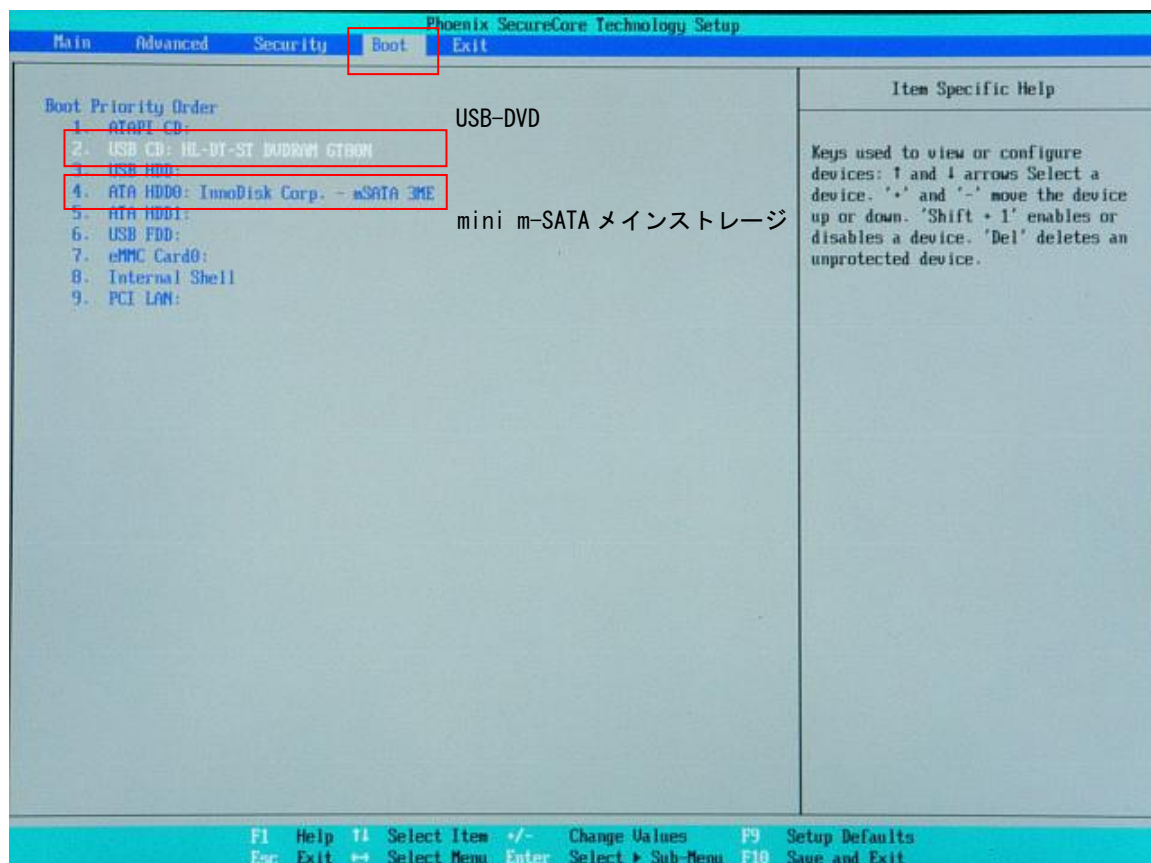 Phoenix SecureCore Technology Setup
Main Advanced Security Boot Exit
Boot Priority Order
1. ATAPI CD:
2. USB CD: HL-DT-ST DVDRAM GT80N
3. USB HDD:
4. ATA HDD0: InnoDisk Corp. - mSATA 3ME
5. ATA HDD1:
6. USB FDD:
7. eMMC Card0:
8. Internal Shell
9. PCI LAN:
USB-DVD
mini m-SATA メインストレージ
Item Specific Help
Keys used to view or configure
devices: ↑ and ↓ arrows Select a
device. '+' and '-' move the device
up or down. 'Shift + 1' enables or
disables a device. 'Del' deletes an
unprotected device.
F1 Help ↑↓ Select Item +/- Change Values F9 Setup Defaults
Esc Exit ↔ Select Menu Enter Select ▸ Sub-Menu F10 Save and Exit